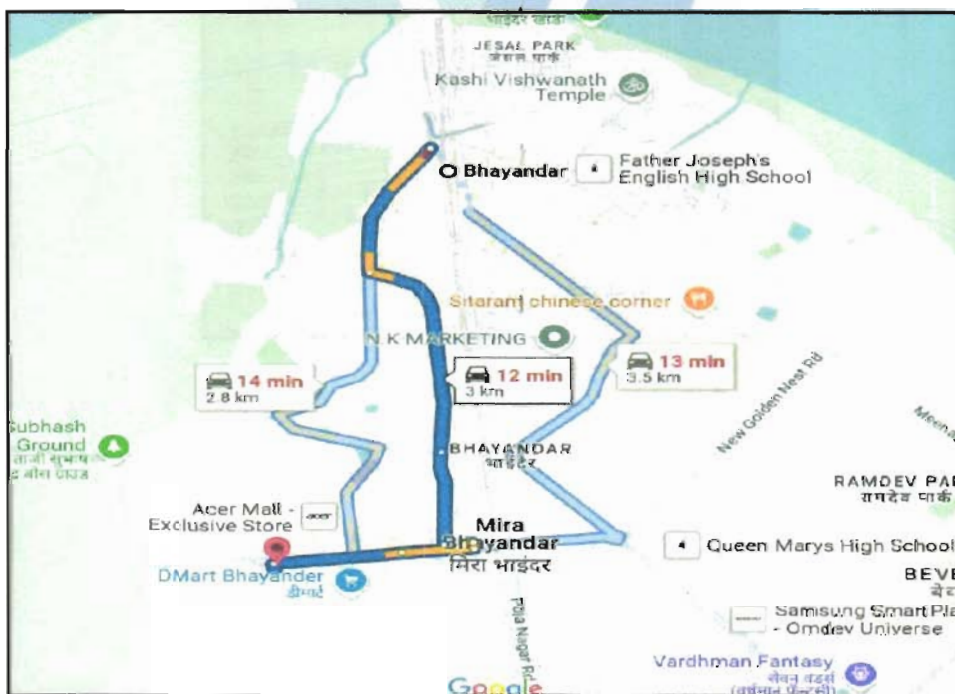 भाईंदर खाडी
JESAL PARK
जेसल पार्क
Kashi Vishwanath
Temple
Bhayandar
Father Joseph's
English High School
Sitaram chinese corner
N.K MARKETING
14 min
2.8 km
12 min
3 km
13 min
3.5 km
New Golden Nest Rd
Subhash
Ground
BHAYANDAR
भाईंदर
RAMDEV PA
रामदेव पार्क
Acer Mall -
Exclusive Store
acer
Mira
Bhayandar
मिरा भाईंदर
Queen Marys High School
DMart Bhayander
डीमार्ट
BEVE
Samsung Smart Pla
- Omdev Universe
Vardhman Fantasy
Google